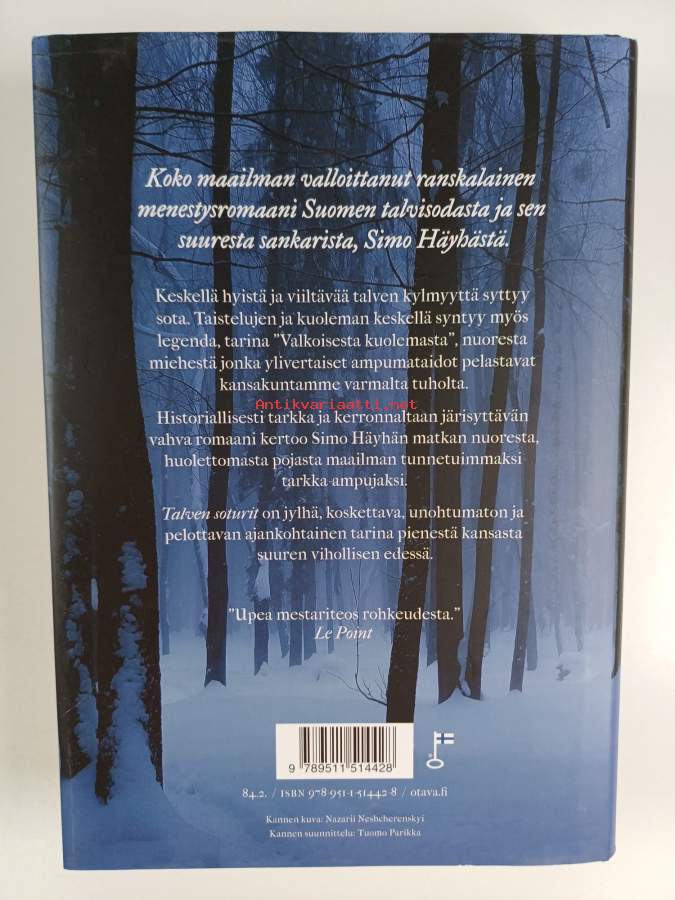 Koko maailman valloittanut ranskalainen
menestysromaani Suomen talvisodasta ja sen
suuresta sankarista, Simo Häyhästä.
Keskellä hyistä ja viiltävää talven kylmyyttä syttyy
sota. Taistelujen ja kuoleman keskellä syntyy myös
legenda, tarina "Valkoisesta kuolemasta", nuoresta
miehestä jonka ylivertaiset ampumataidot pelastavat
kansakuntamme varmalta tuholta.
Antikvariaatti.net
Historiallisesti tarkka ja kerronnaltaan järisyttävän
vahva romaani kertoo Simo Häyhän matkan nuoresta,
huolettomasta pojasta maailman tunnetuimmaksi
tarkka-ampujaksi.
Talven soturit on jylhä, koskettava, unohtumaton ja
pelottavan ajankohtainen tarina pienestä kansasta
suuren vihollisen edessä.
"Upea mestariteos rohkeudesta."
Le Point
9 789511 514428
84.2. / ISBN 978-951-1-51442-8 / otava.fi
Kannen kuva: Nazarii Neshcherenskyi
Kannen suunnittelu: Tuomo Parikka